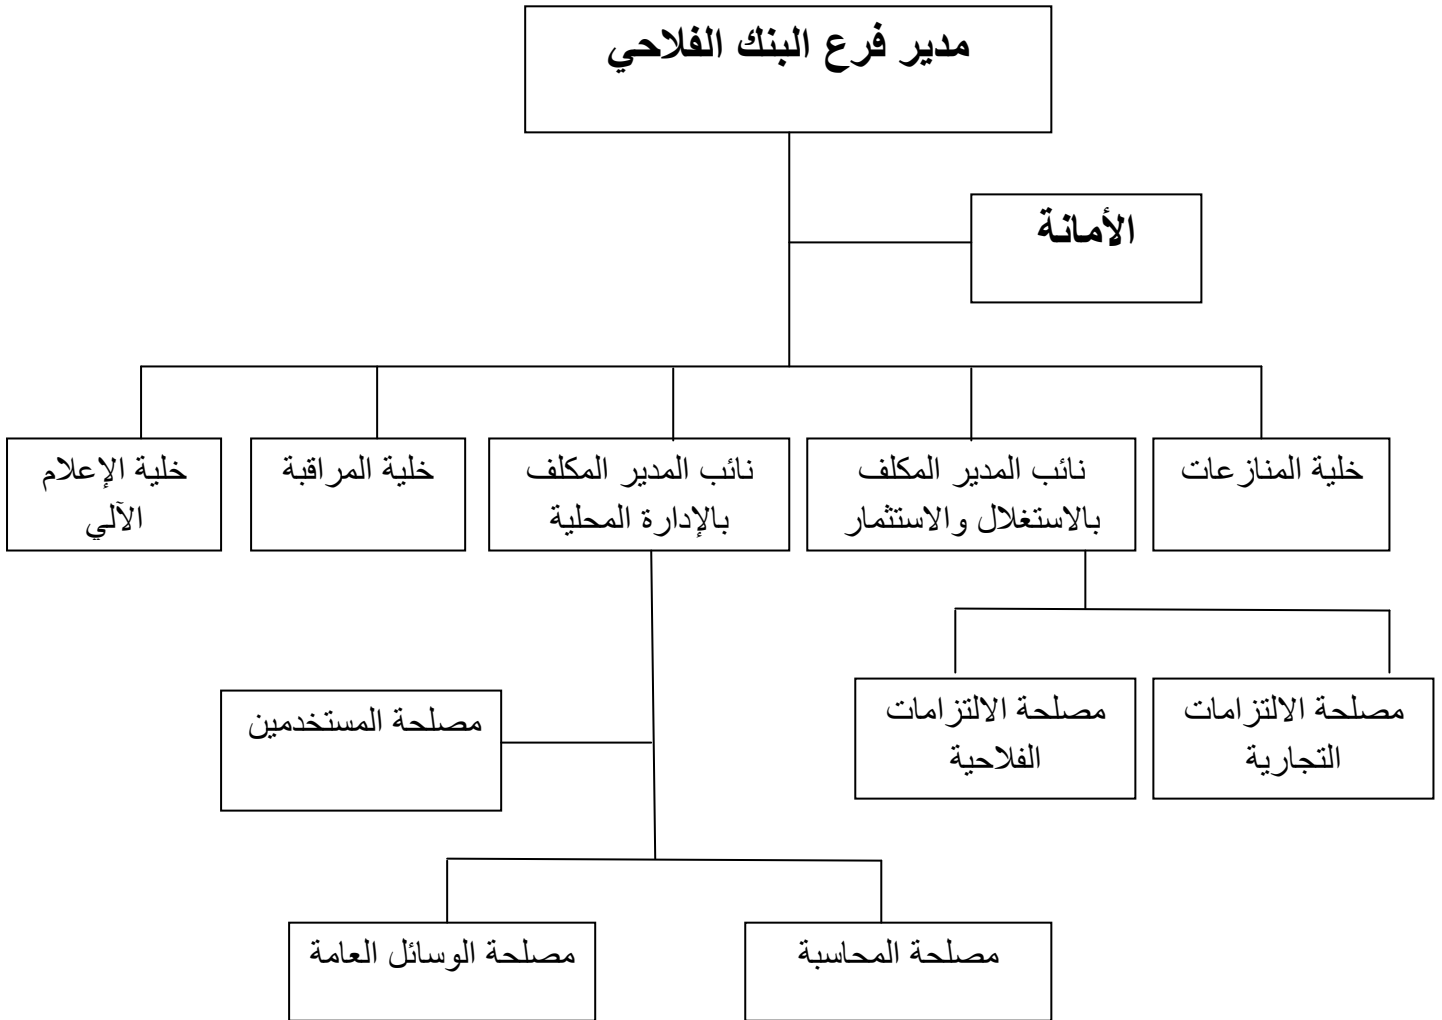 مدير فرع البنك الفلاحي
الأمانة
خلية المنازعات
نائب المدير المكلف
بالاستغلال والاستثمار
نائب المدير المكلف
بالإدارة المحلية
خلية المراقبة
خلية الإعلام
الآلي
مصلحة الالتزامات
التجارية
مصلحة الالتزامات
الفلاحية
مصلحة المستخدمين
مصلحة المحاسبة
مصلحة الوسائل العامة